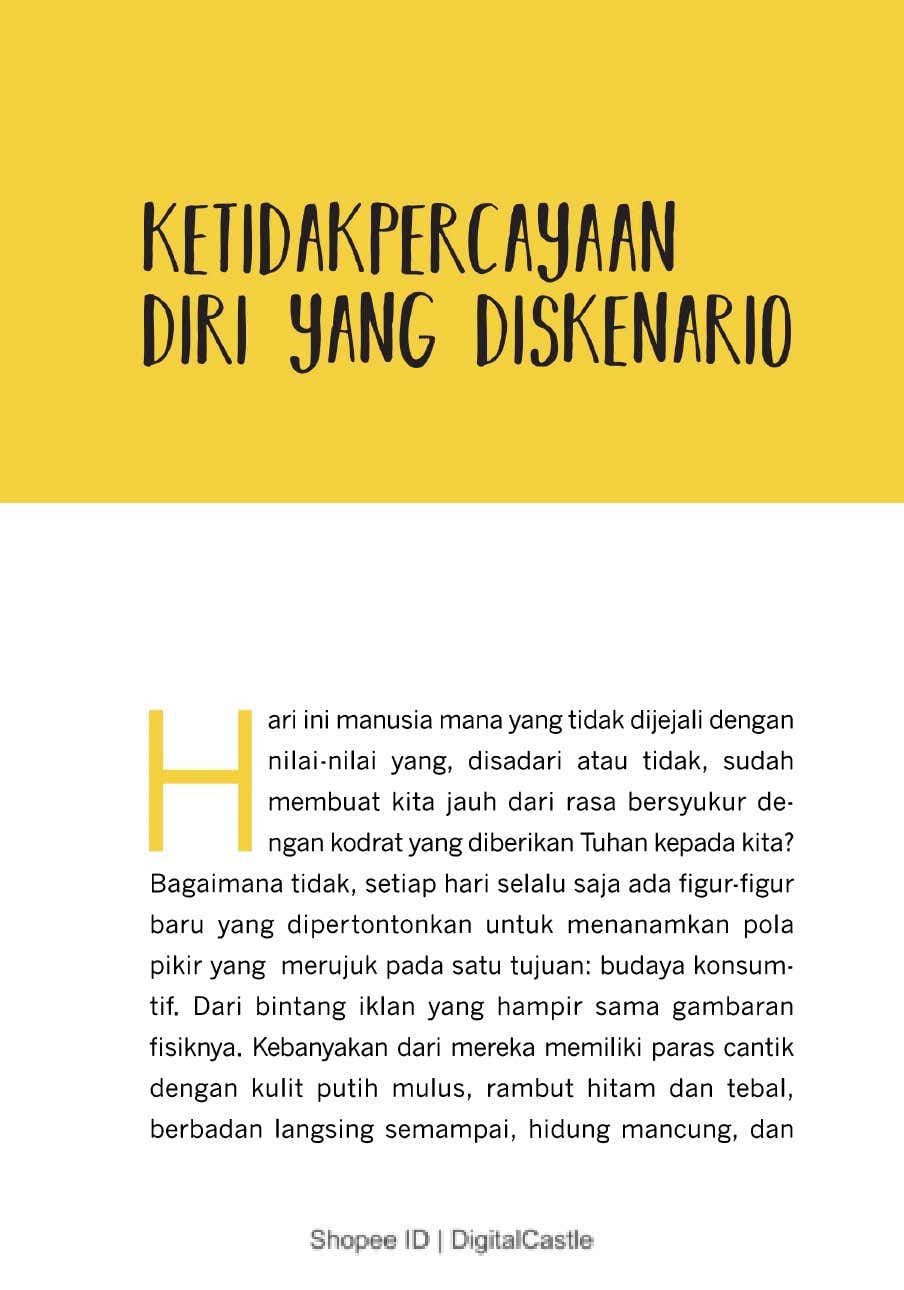 KETIDAKPERCAYAAN
DIRI YANG DISKENARIO
Hari ini manusia mana yang tidak dijejali dengan
nilai-nilai yang, disadari atau tidak, sudah
membuat kita jauh dari rasa bersyukur de-
ngan kodrat yang diberikan Tuhan kepada kita?
Bagaimana tidak, setiap hari selalu saja ada figur-figur
baru yang dipertontonkan untuk menanamkan pola
pikir yang merujuk pada satu tujuan: budaya konsum-
tif. Dari bintang iklan yang hampir sama gambaran
fisiknya. Kebanyakan dari mereka memiliki paras cantik
dengan kulit putih mulus, rambut hitam dan tebal,
berbadan langsing semampai, hidung mancung, dan
Shopee ID | DigitalCastle